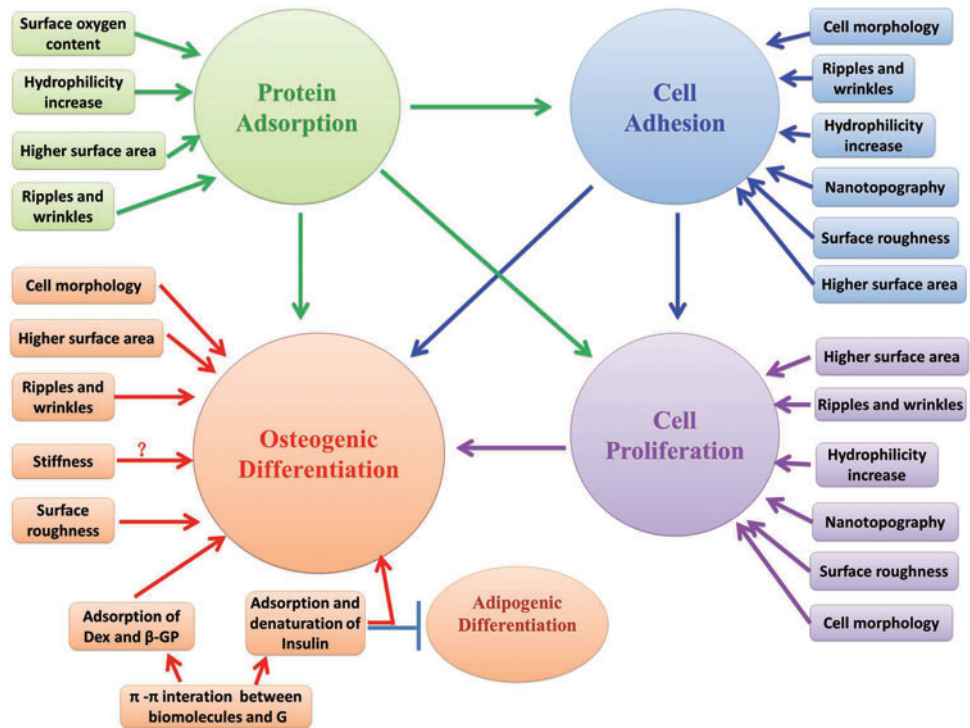 Surface oxygen
content
Hydrophilicity
increase
Higher surface area
Ripples and
wrinkles
Protein
Adsorption
Cell
Adhesion
Cell morphology
Ripples and
wrinkles
Hydrophilicity
increase
Nanotopography
Surface roughness
Higher surface area
Cell morphology
Higher surface area
Ripples and
wrinkles
Stiffness
?
Surface
roughness
Osteogenic
Differentiation
Cell
Proliferation
Higher surface area
Ripples and wrinkles
Hydrophilicity
increase
Nanotopography
Surface roughness
Cell morphology
Adsorption of
Dex and β-GP
Adsorption and
denaturation of
Insulin
Adipogenic
Differentiation
π -π interation between
biomolecules and G